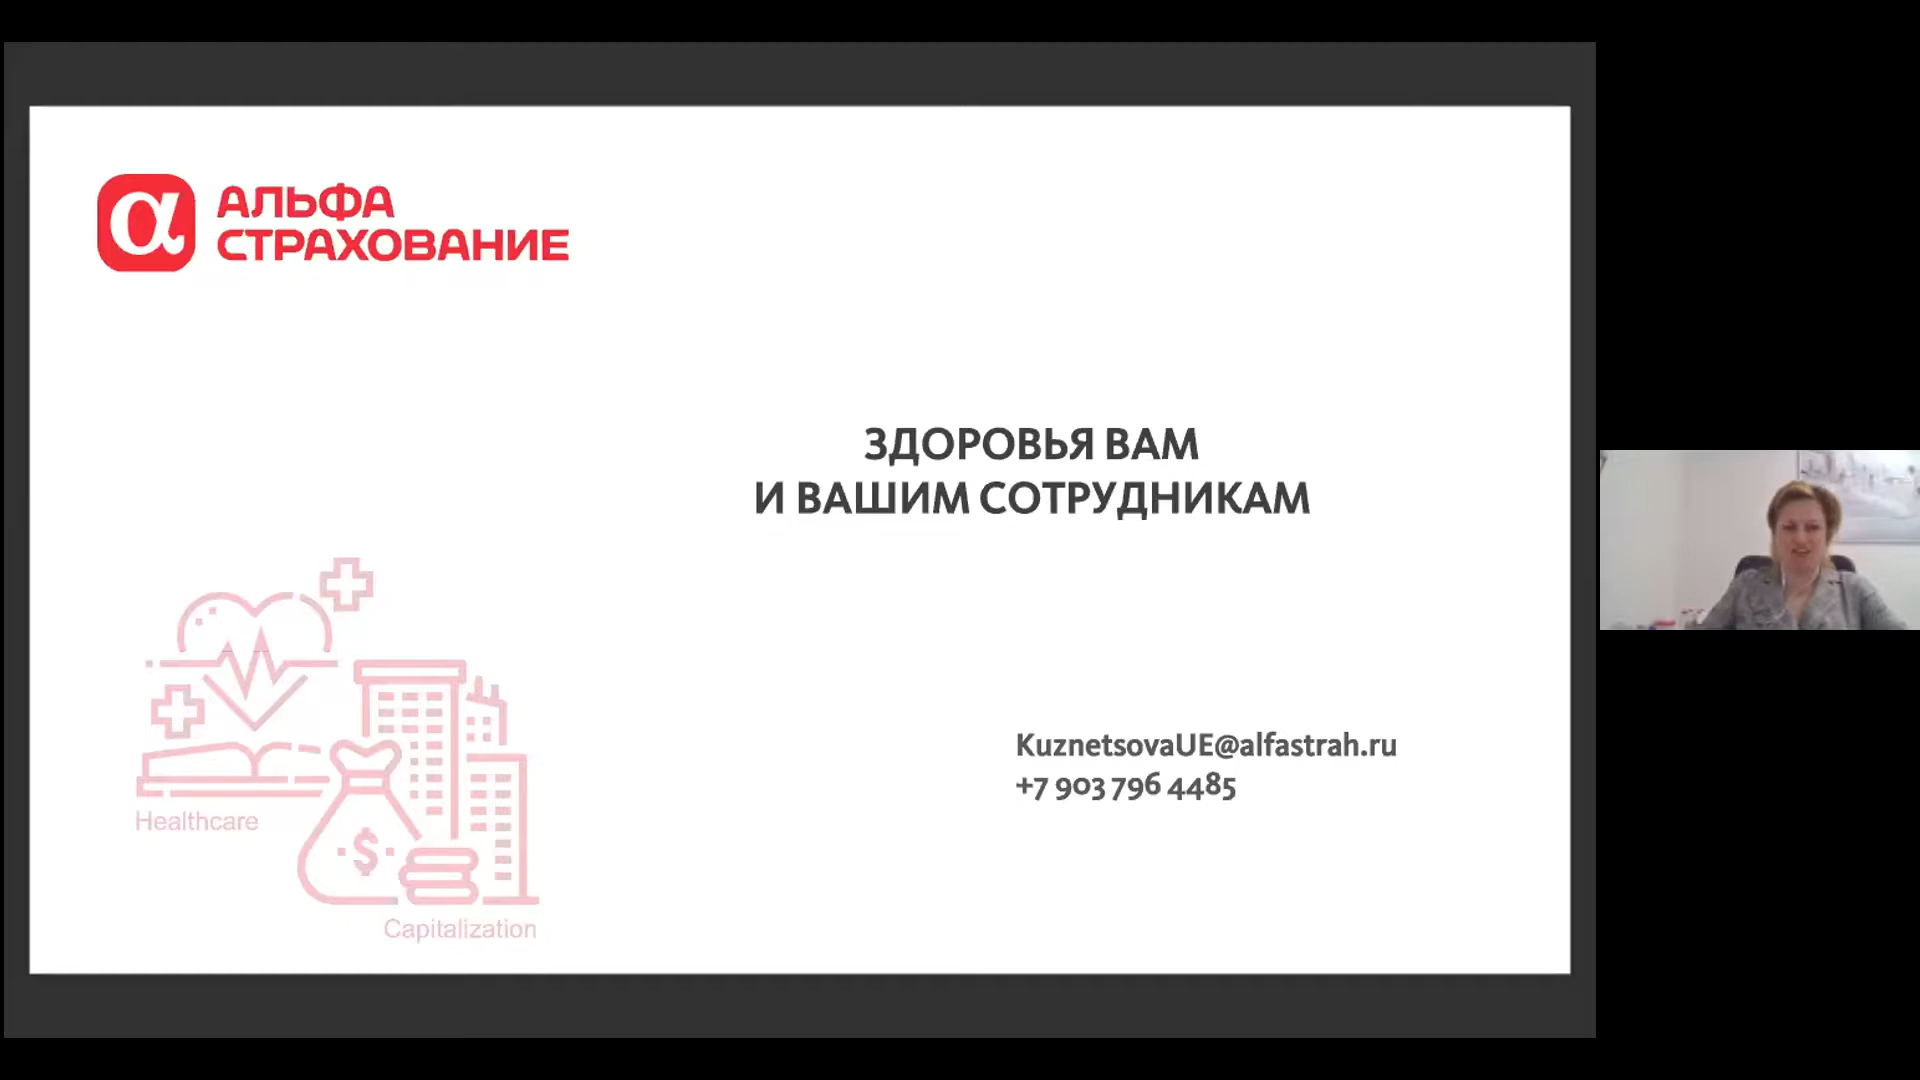 α АЛЬФА
СТРАХОВАНИЕ
ЗДОРОВЬЯ ВАМ
И ВАШИМ СОТРУДНИКАМ
KuznetsovaUE@alfastrah.ru
+7 903 796 4485
Healthcare
$
Capitalization